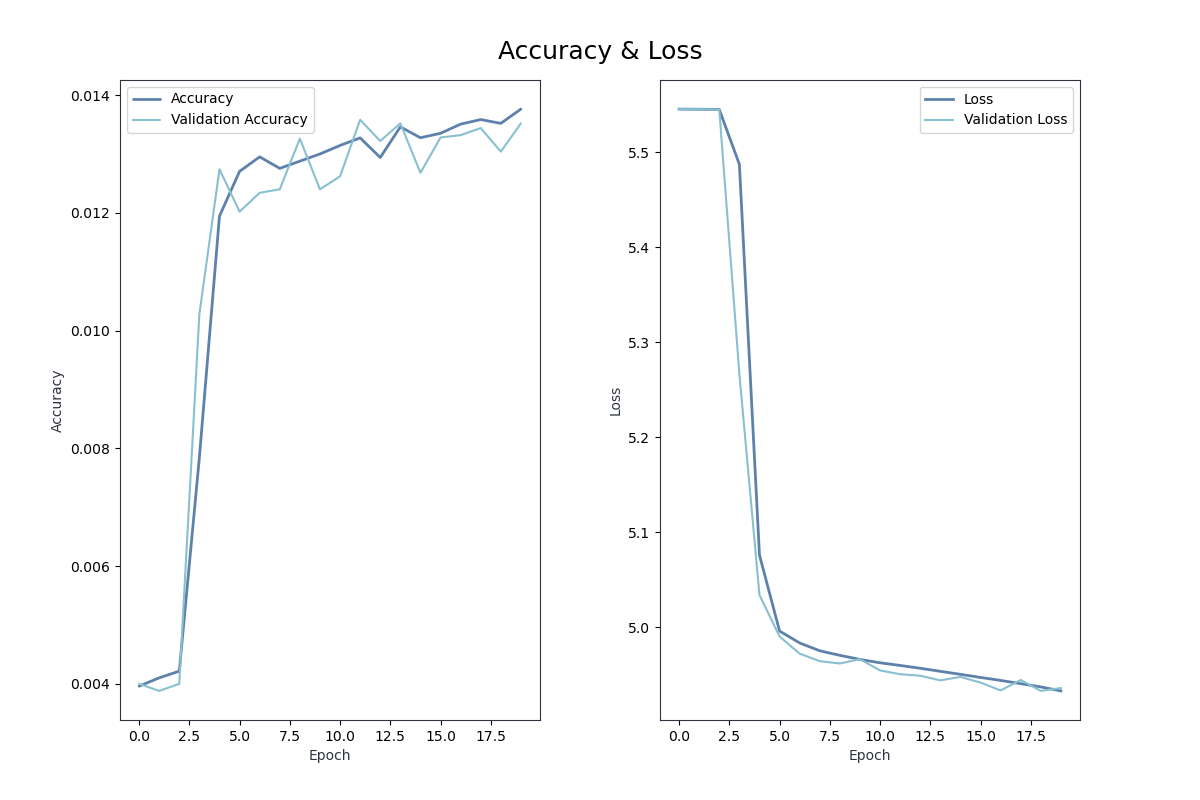 Accuracy & Loss
Accuracy
Validation Accuracy
0.014
0.012
0.010
0.008
0.006
0.004
Accuracy
0.0 2.5 5.0 7.5 10.0 12.5 15.0 17.5
Epoch
Loss
Validation Loss
5.5
5.4
5.3
5.2
5.1
5.0
Loss
0.0 2.5 5.0 7.5 10.0 12.5 15.0 17.5
Epoch